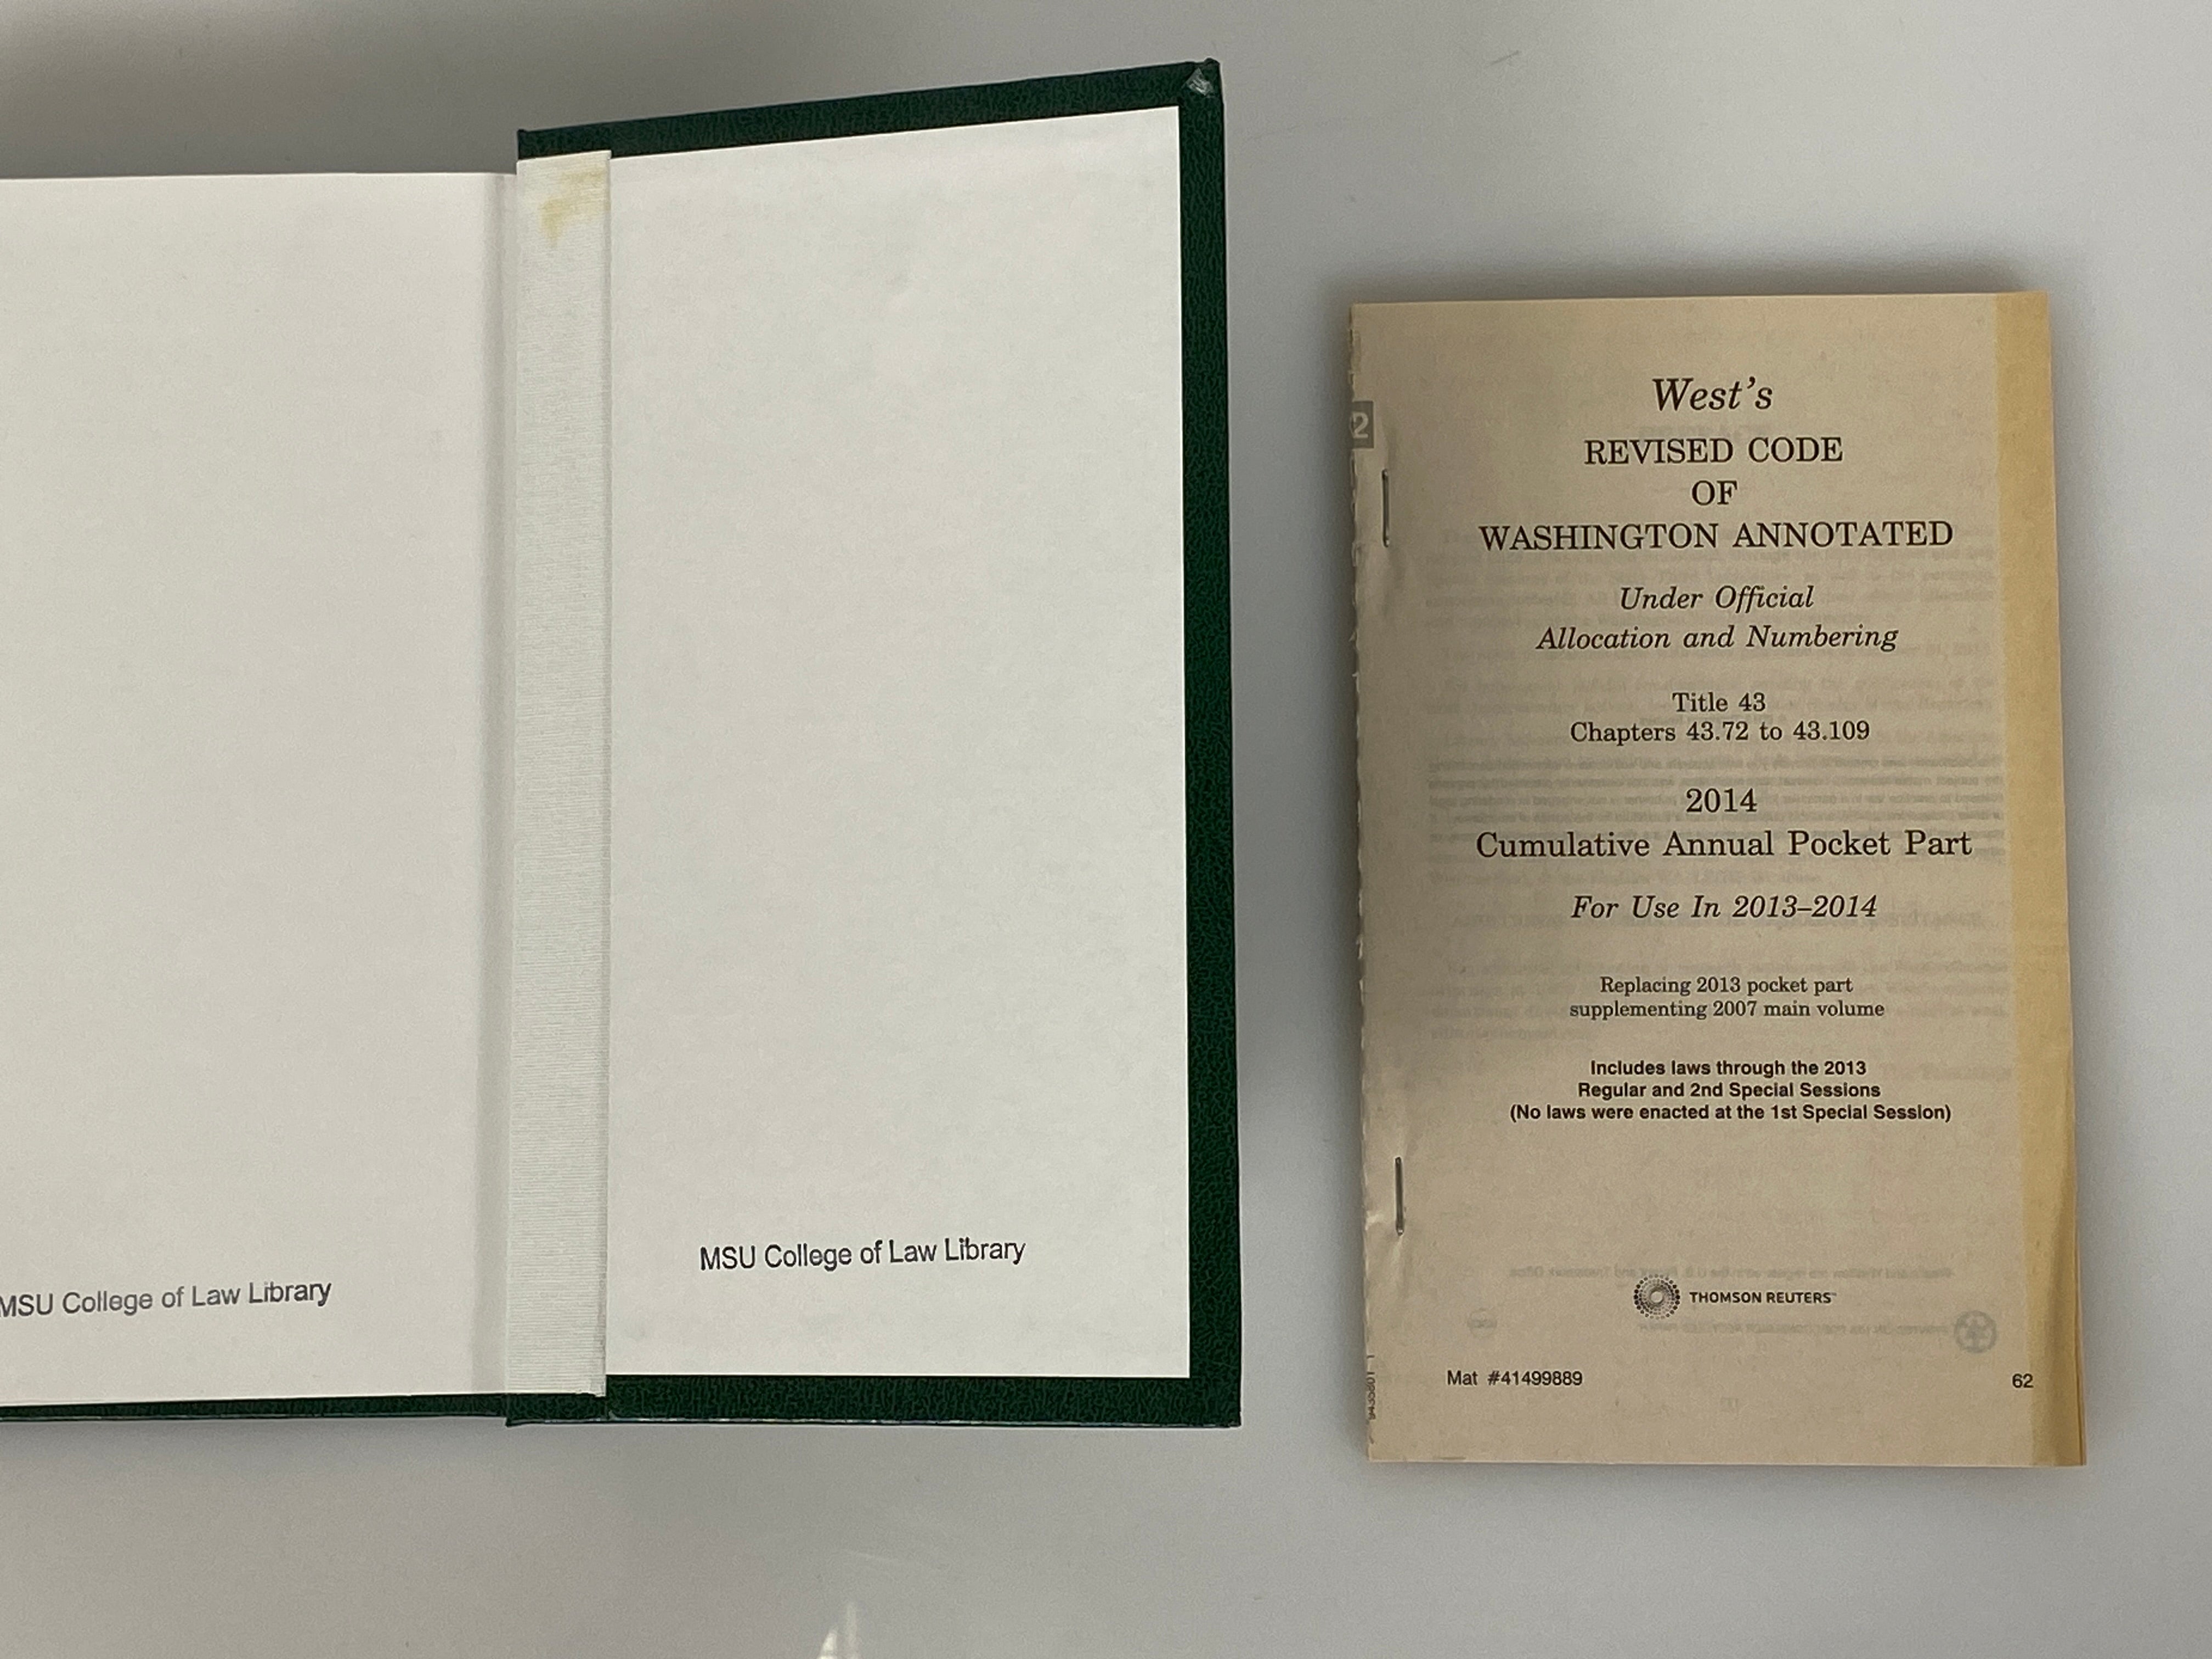 MSU College of Law Library
MSU College of Law Library
2
West's
REVISED CODE
OF
WASHINGTON ANNOTATED
Under Official
Allocation and Numbering
Title 43
Chapters 43.72 to 43.109
2014
Cumulative Annual Pocket Part
For Use In 2013–2014
Replacing 2013 pocket part
supplementing 2007 main volume
Includes laws through the 2013
Regular and 2nd Special Sessions
(No laws were enacted at the 1st Special Session)
THOMSON REUTERS™
Mat #41499889
62